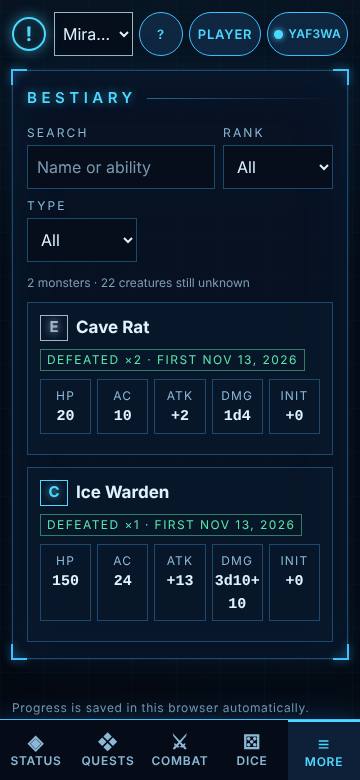 ! Mira... ? PLAYER YAF3WA
BESTIARY
SEARCH RANK
Name or ability All
TYPE
All
2 monsters · 22 creatures still unknown
E Cave Rat
DEFEATED ×2 · FIRST NOV 13, 2026
HP AC ATK DMG INIT
20 10 +2 1d4 +0
C Ice Warden
DEFEATED ×1 · FIRST NOV 13, 2026
HP AC ATK DMG INIT
150 24 +13 3d10+ +0
10
Progress is saved in this browser automatically.
STATUS QUESTS COMBAT DICE MORE